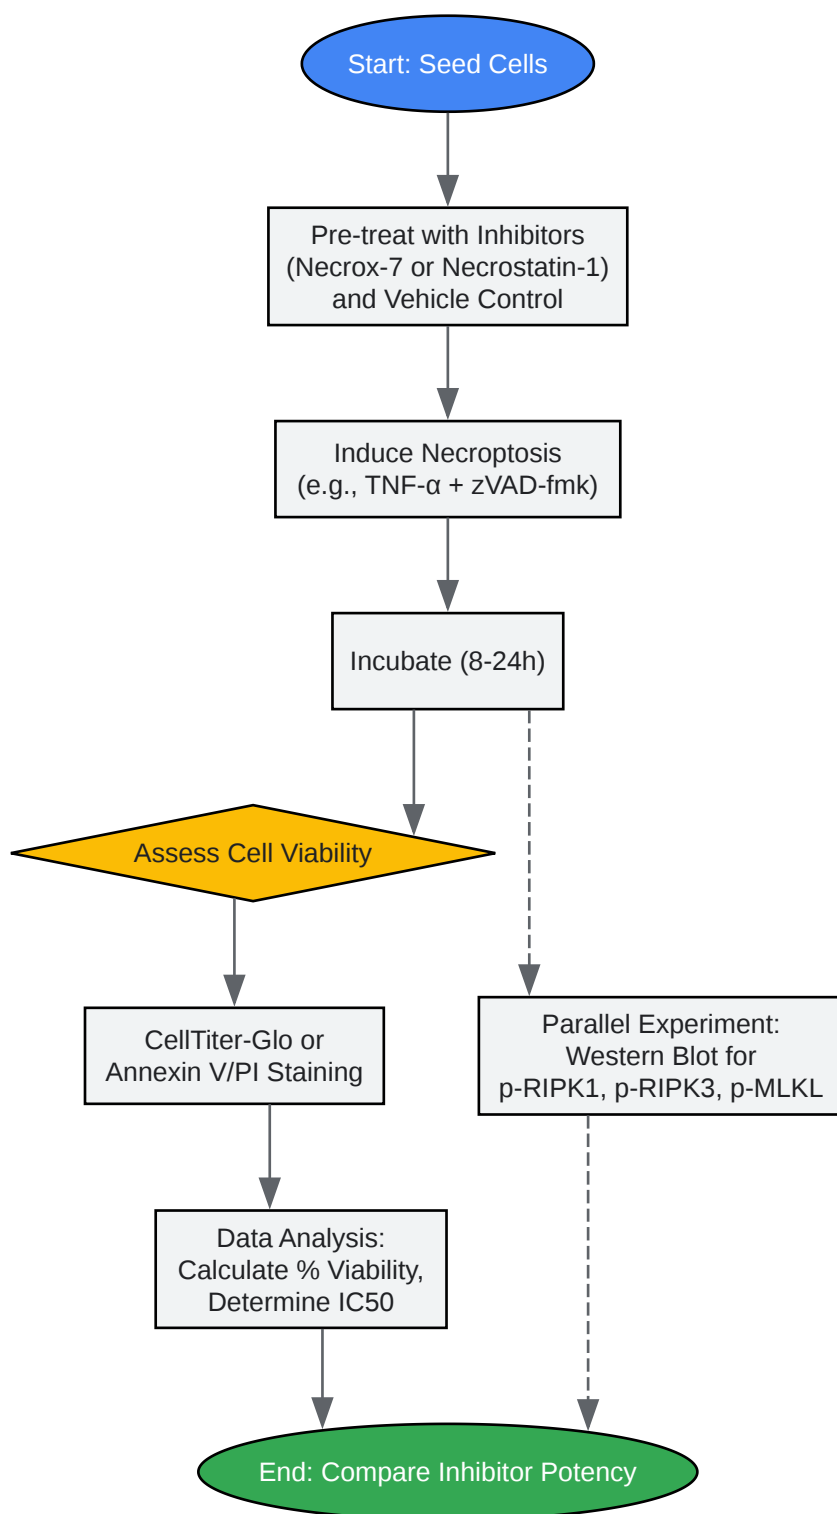 Start: Seed Cells
Pre-treat with Inhibitors
(Necrox-7 or Necrostatin-1)
and Vehicle Control
Induce Necroptosis
(e.g., TNF-α + zVAD-fmk)
Incubate (8-24h)
Assess Cell Viability
CellTiter-Glo or
Annexin V/PI Staining
Parallel Experiment:
Western Blot for
p-RIPK1, p-RIPK3, p-MLKL
Data Analysis:
Calculate % Viability,
Determine IC50
End: Compare Inhibitor Potency